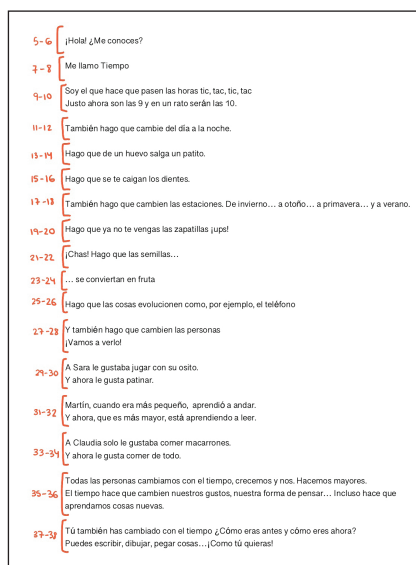 5-6 ¡Hola! ¿Me conoces?
7-8 Me llamo Tiempo
9-10 Soy el que hace que pasen las horas tic, tac, tic, tac
Justo ahora son las 9 y en un rato serán las 10.
11-12 También hago que cambie del día a la noche.
13-14 Hago que de un huevo salga un patito.
15-16 Hago que se te caigan los dientes.
17-18 También hago que cambien las estaciones. De invierno... a otoño... a primavera... y a verano.
19-20 Hago que ya no te vengas las zapatillas ¡ups!
21-22 ¡Chas! Hago que las semillas...
23-24 ... se conviertan en fruta
25-26 Hago que las cosas evolucionen como, por ejemplo, el teléfono
27-28 Y también hago que cambien las personas
¡Vamos a verlo!
29-30 A Sara le gustaba jugar con su osito.
Y ahora le gusta patinar.
31-32 Martín, cuando era más pequeño, aprendió a andar.
Y ahora, que es más mayor, está aprendiendo a leer.
33-34 A Claudia solo le gustaba comer macarrones.
Y ahora le gusta comer de todo.
35-36 Todas las personas cambiamos con el tiempo, crecemos y nos. Hacemos mayores.
El tiempo hace que cambien nuestros gustos, nuestra forma de pensar... Incluso hace que
aprendamos cosas nuevas.
37-38 Tú también has cambiado con el tiempo ¿Cómo eras antes y cómo eres ahora?
Puedes escribir, dibujar, pegar cosas...¡Como tú quieras!